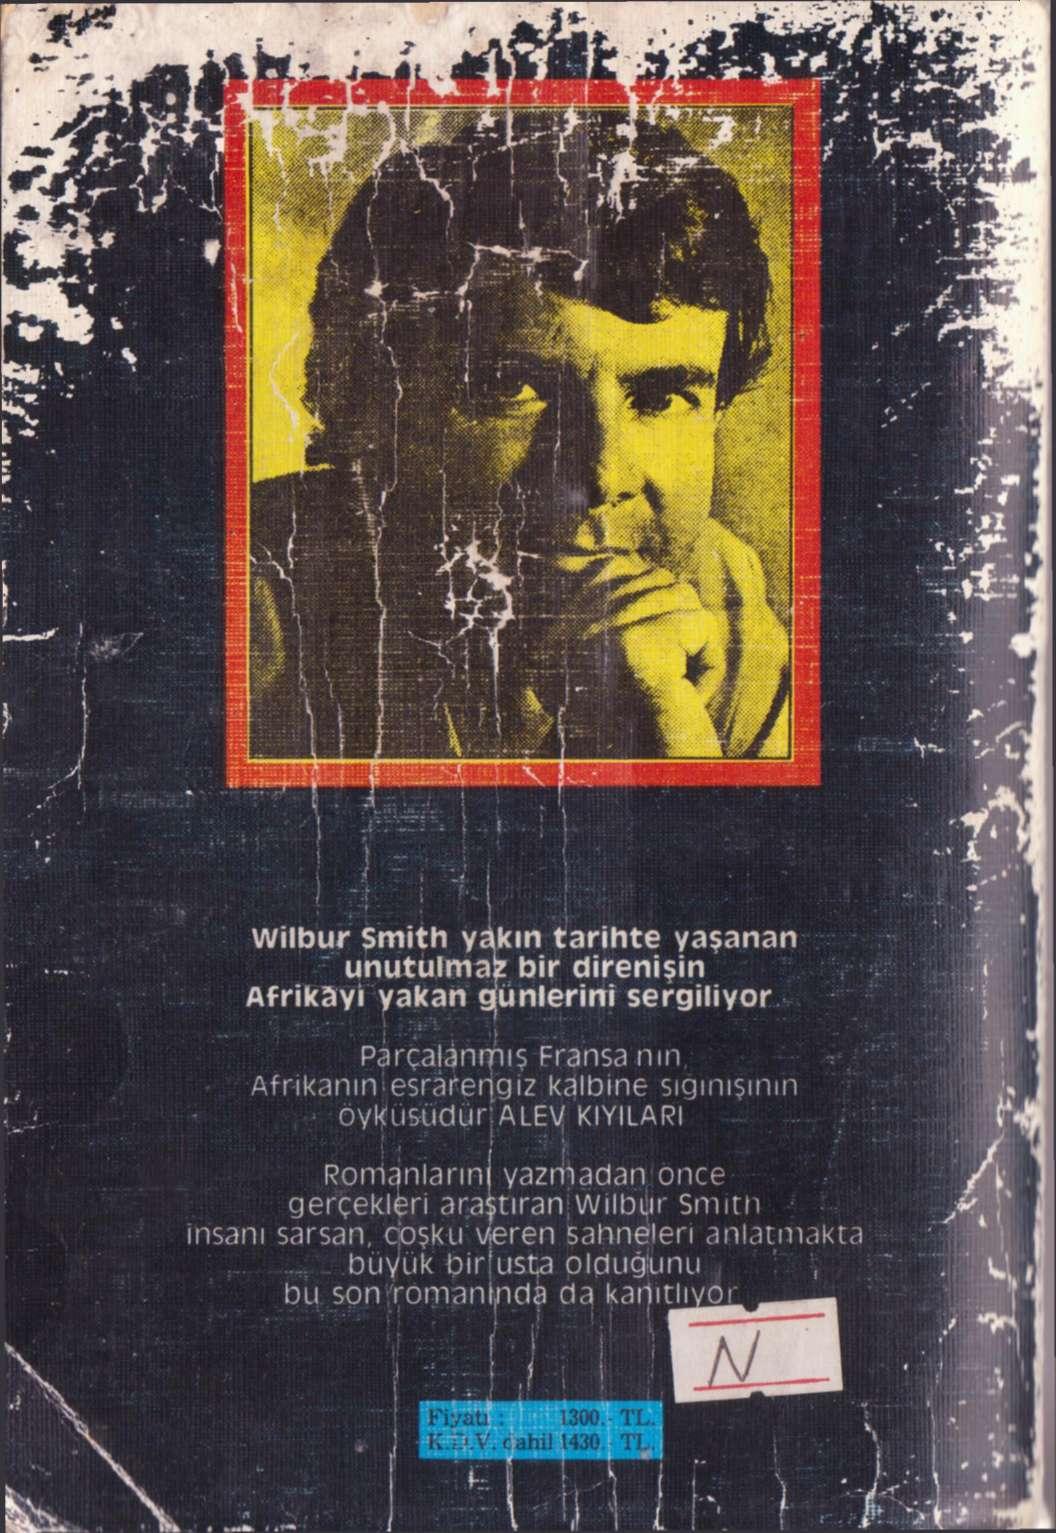 Wilbur Smith yakın tarihte yaşanan
unutulmaz bir direnişin
Afrikayı yakan günlerini sergiliyor
Parçalanmış Fransa nın,
Afrikanın esrarengiz kalbine sığınışının
öyküsüdür ALEV KIYILARI
Romanlarını yazmadan önce
gerçekleri araştıran Wilbur Smith
insanı sarsan, coşku veren sahneleri anlatmakta
büyük bir usta olduğunu
bu son romanında da kanıtlıyor
N
Fiyatı : 1300.- TL.
K.D.V. dahil 1430.- TL.